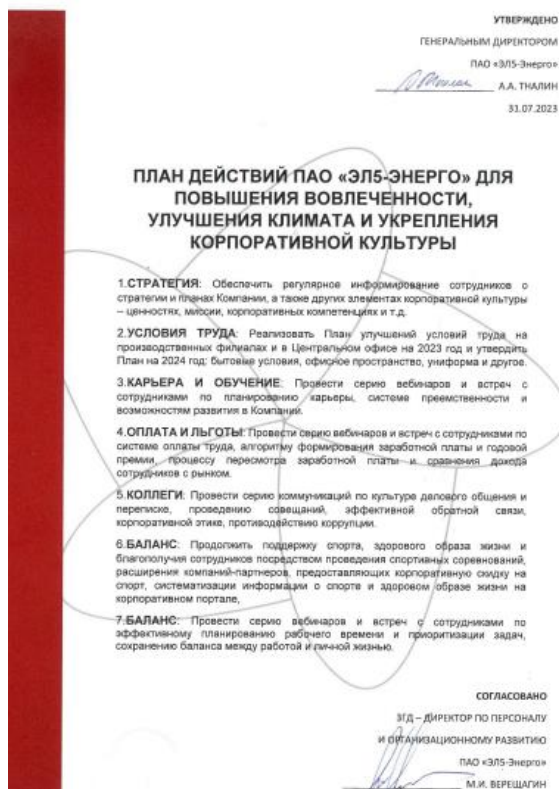 УТВЕРЖДЕНО
ГЕНЕРАЛЬНЫМ ДИРЕКТОРОМ
ПАО «ЭЛ5-Энерго»
А.А. ТНАЛИН
31.07.2023
ПЛАН ДЕЙСТВИЙ ПАО «ЭЛ5-ЭНЕРГО» ДЛЯ
ПОВЫШЕНИЯ ВОВЛЕЧЕННОСТИ,
УЛУЧШЕНИЯ КЛИМАТА И УКРЕПЛЕНИЯ
КОРПОРАТИВНОЙ КУЛЬТУРЫ
1.СТРАТЕГИЯ: Обеспечить регулярное информирование сотрудников о
стратегии и планах Компании, а также других элементах корпоративной культуры
– ценностях, миссии, корпоративных компетенциях и т.д.
2.УСЛОВИЯ ТРУДА: Реализовать План улучшений условий труда на
производственных филиалах и в Центральном офисе на 2023 год и утвердить
План на 2024 год: бытовые условия, офисное пространство, униформа и другое.
3.КАРЬЕРА И ОБУЧЕНИЕ: Провести серию вебинаров и встреч с
сотрудниками по планированию карьеры, системе преемственности и
возможностям развития в Компании.
4.ОПЛАТА И ЛЬГОТЫ: Провести серию вебинаров и встреч с сотрудниками по
системе оплаты труда, алгоритму формирования заработной платы и годовой
премии, процессу пересмотра заработной платы и сравнения дохода
сотрудников с рынком.
5.КОЛЛЕГИ: Провести серию коммуникаций по культуре делового общения и
переписке, проведению совещаний, эффективной обратной связи,
корпоративной этике, противодействию коррупции.
6.БАЛАНС: Продолжить поддержку спорта, здорового образа жизни и
благополучия сотрудников посредством проведения спортивных соревнований,
расширения компаний-партнеров, предоставляющих корпоративную скидку на
спорт, систематизации информации о спорте и здоровом образе жизни на
корпоративном портале,
7.БАЛАНС: Провести серию вебинаров и встреч с сотрудниками по
эффективному планированию рабочего времени и приоритизации задач,
сохранению баланса между работой и личной жизнью.
СОГЛАСОВАНО
ЗГД – ДИРЕКТОР ПО ПЕРСОНАЛУ
И ОРГАНИЗАЦИОННОМУ РАЗВИТИЮ
ПАО «ЭЛ5-Энерго»
М.И. ВЕРЕЩАГИН